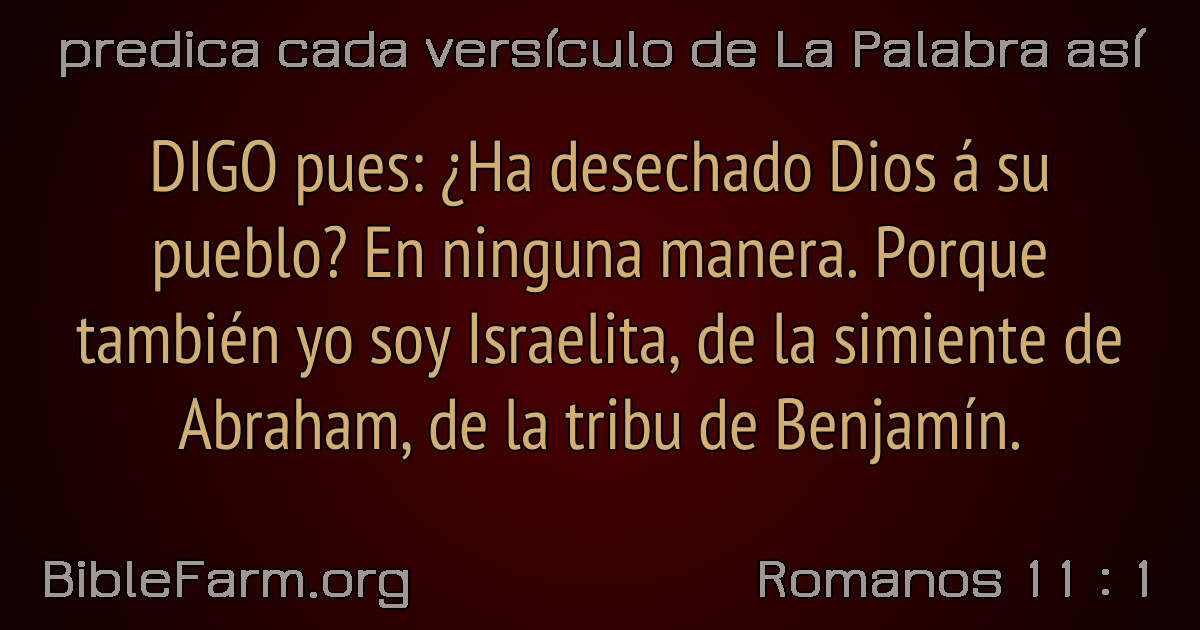 predica cada versículo de La Palabra así
DIGO pues: ¿Ha desechado Dios á su
pueblo? En ninguna manera. Porque
también yo soy Israelita, de la simiente de
Abraham, de la tribu de Benjamín.
BibleFarm.org
Romanos 11 : 1